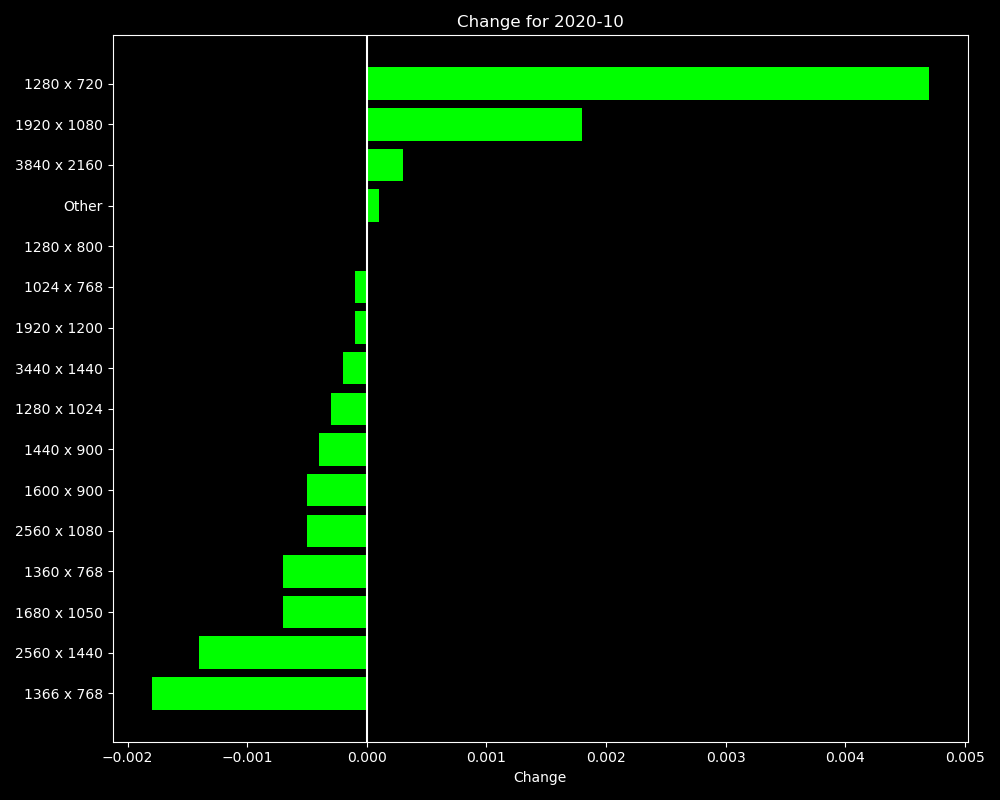 Change for 2020-10
1280 x 720
1920 x 1080
3840 x 2160
Other
1280 x 800
1024 x 768
1920 x 1200
3440 x 1440
1280 x 1024
1440 x 900
1600 x 900
2560 x 1080
1360 x 768
1680 x 1050
2560 x 1440
1366 x 768
−0.002 −0.001 0.000 0.001 0.002 0.003 0.004 0.005
Change